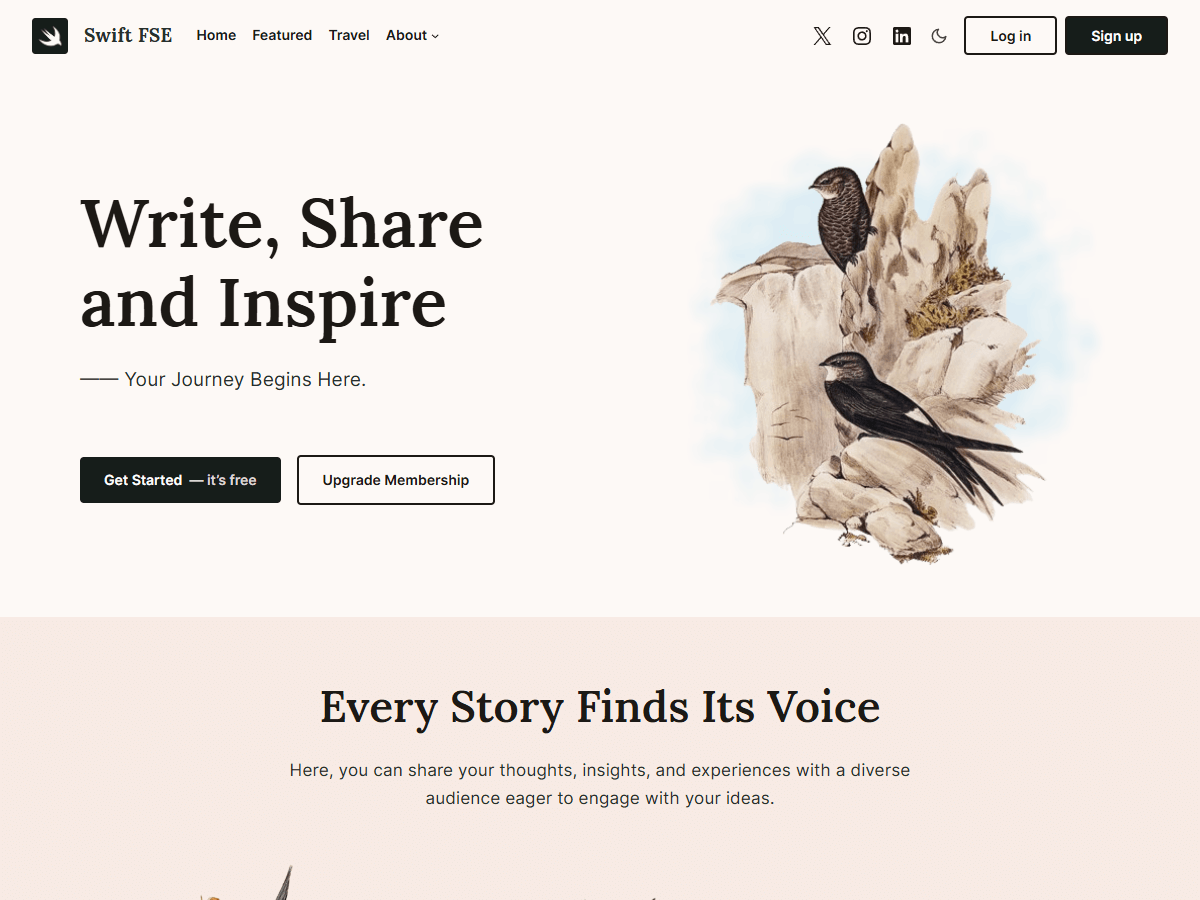 Swift FSE
Home
Featured
Travel
About
Log in
Sign up
Write, Share
and Inspire
—— Your Journey Begins Here.
Get Started — it's free
Upgrade Membership
Every Story Finds Its Voice
Here, you can share your thoughts, insights, and experiences with a diverse
audience eager to engage with your ideas.